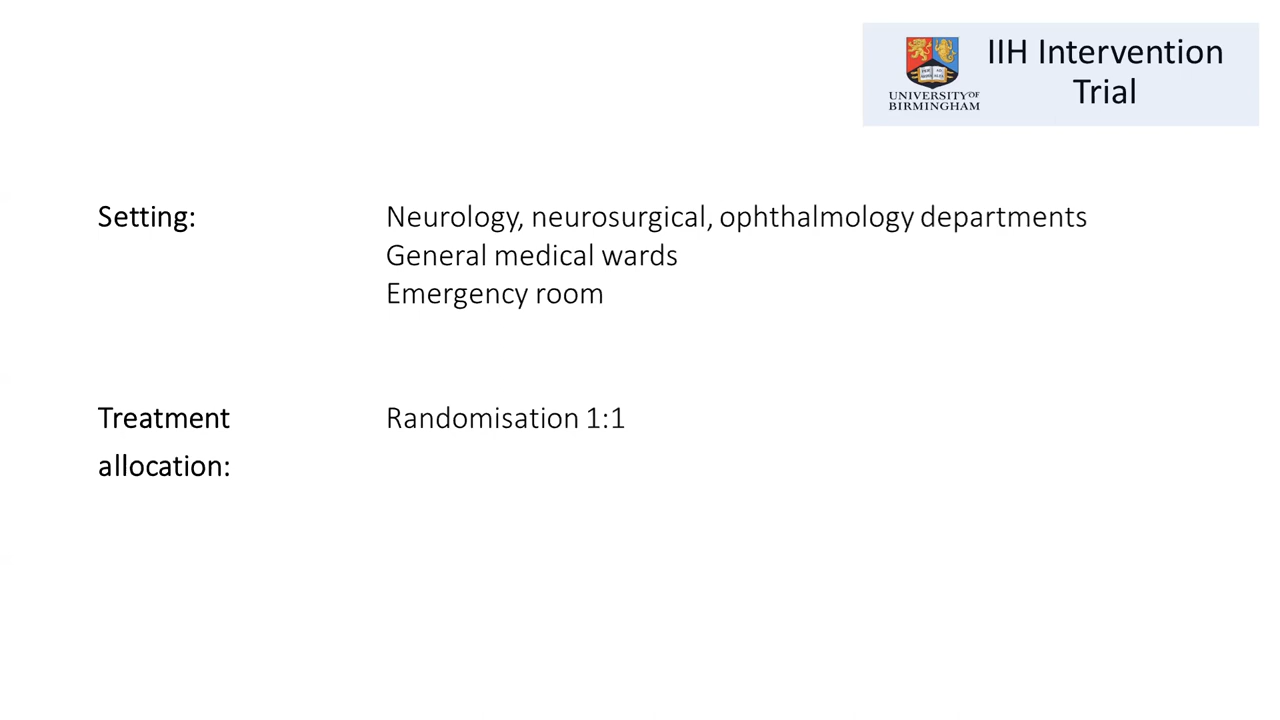 IIH Intervention
Trial
UNIVERSITY OF
BIRMINGHAM
Setting:
Neurology, neurosurgical, ophthalmology departments
General medical wards
Emergency room
Treatment
allocation:
Randomisation 1:1